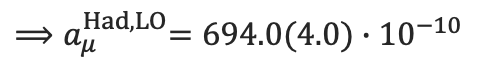 ⟹ a_μ^{Had,LO} = 694.0(4.0) · 10^{−10}